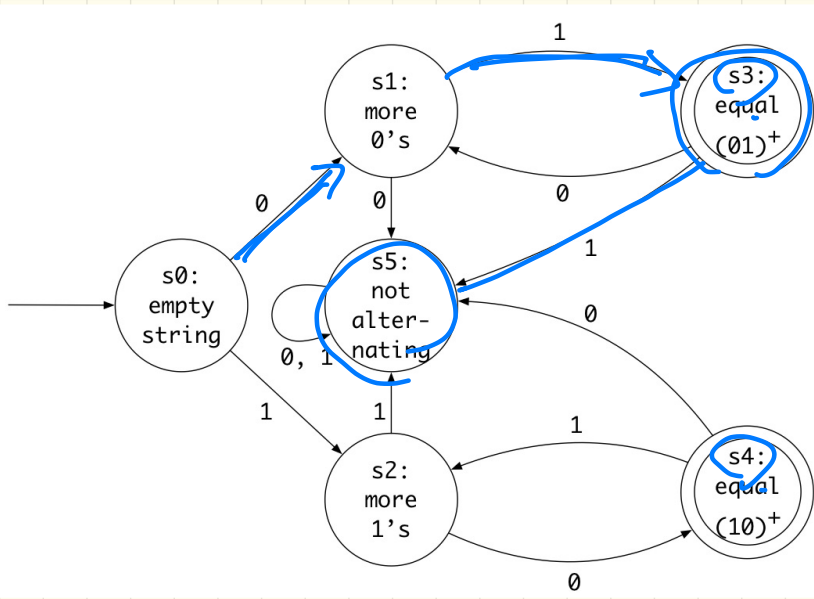 1
s1:
more
0's
s3:
equal
(01)+
0
0
0
s0:
empty
string
s5:
not
alter-
nating
1
0
0, 1
1
1
1
s2:
more
1's
s4:
equal
(10)+
0